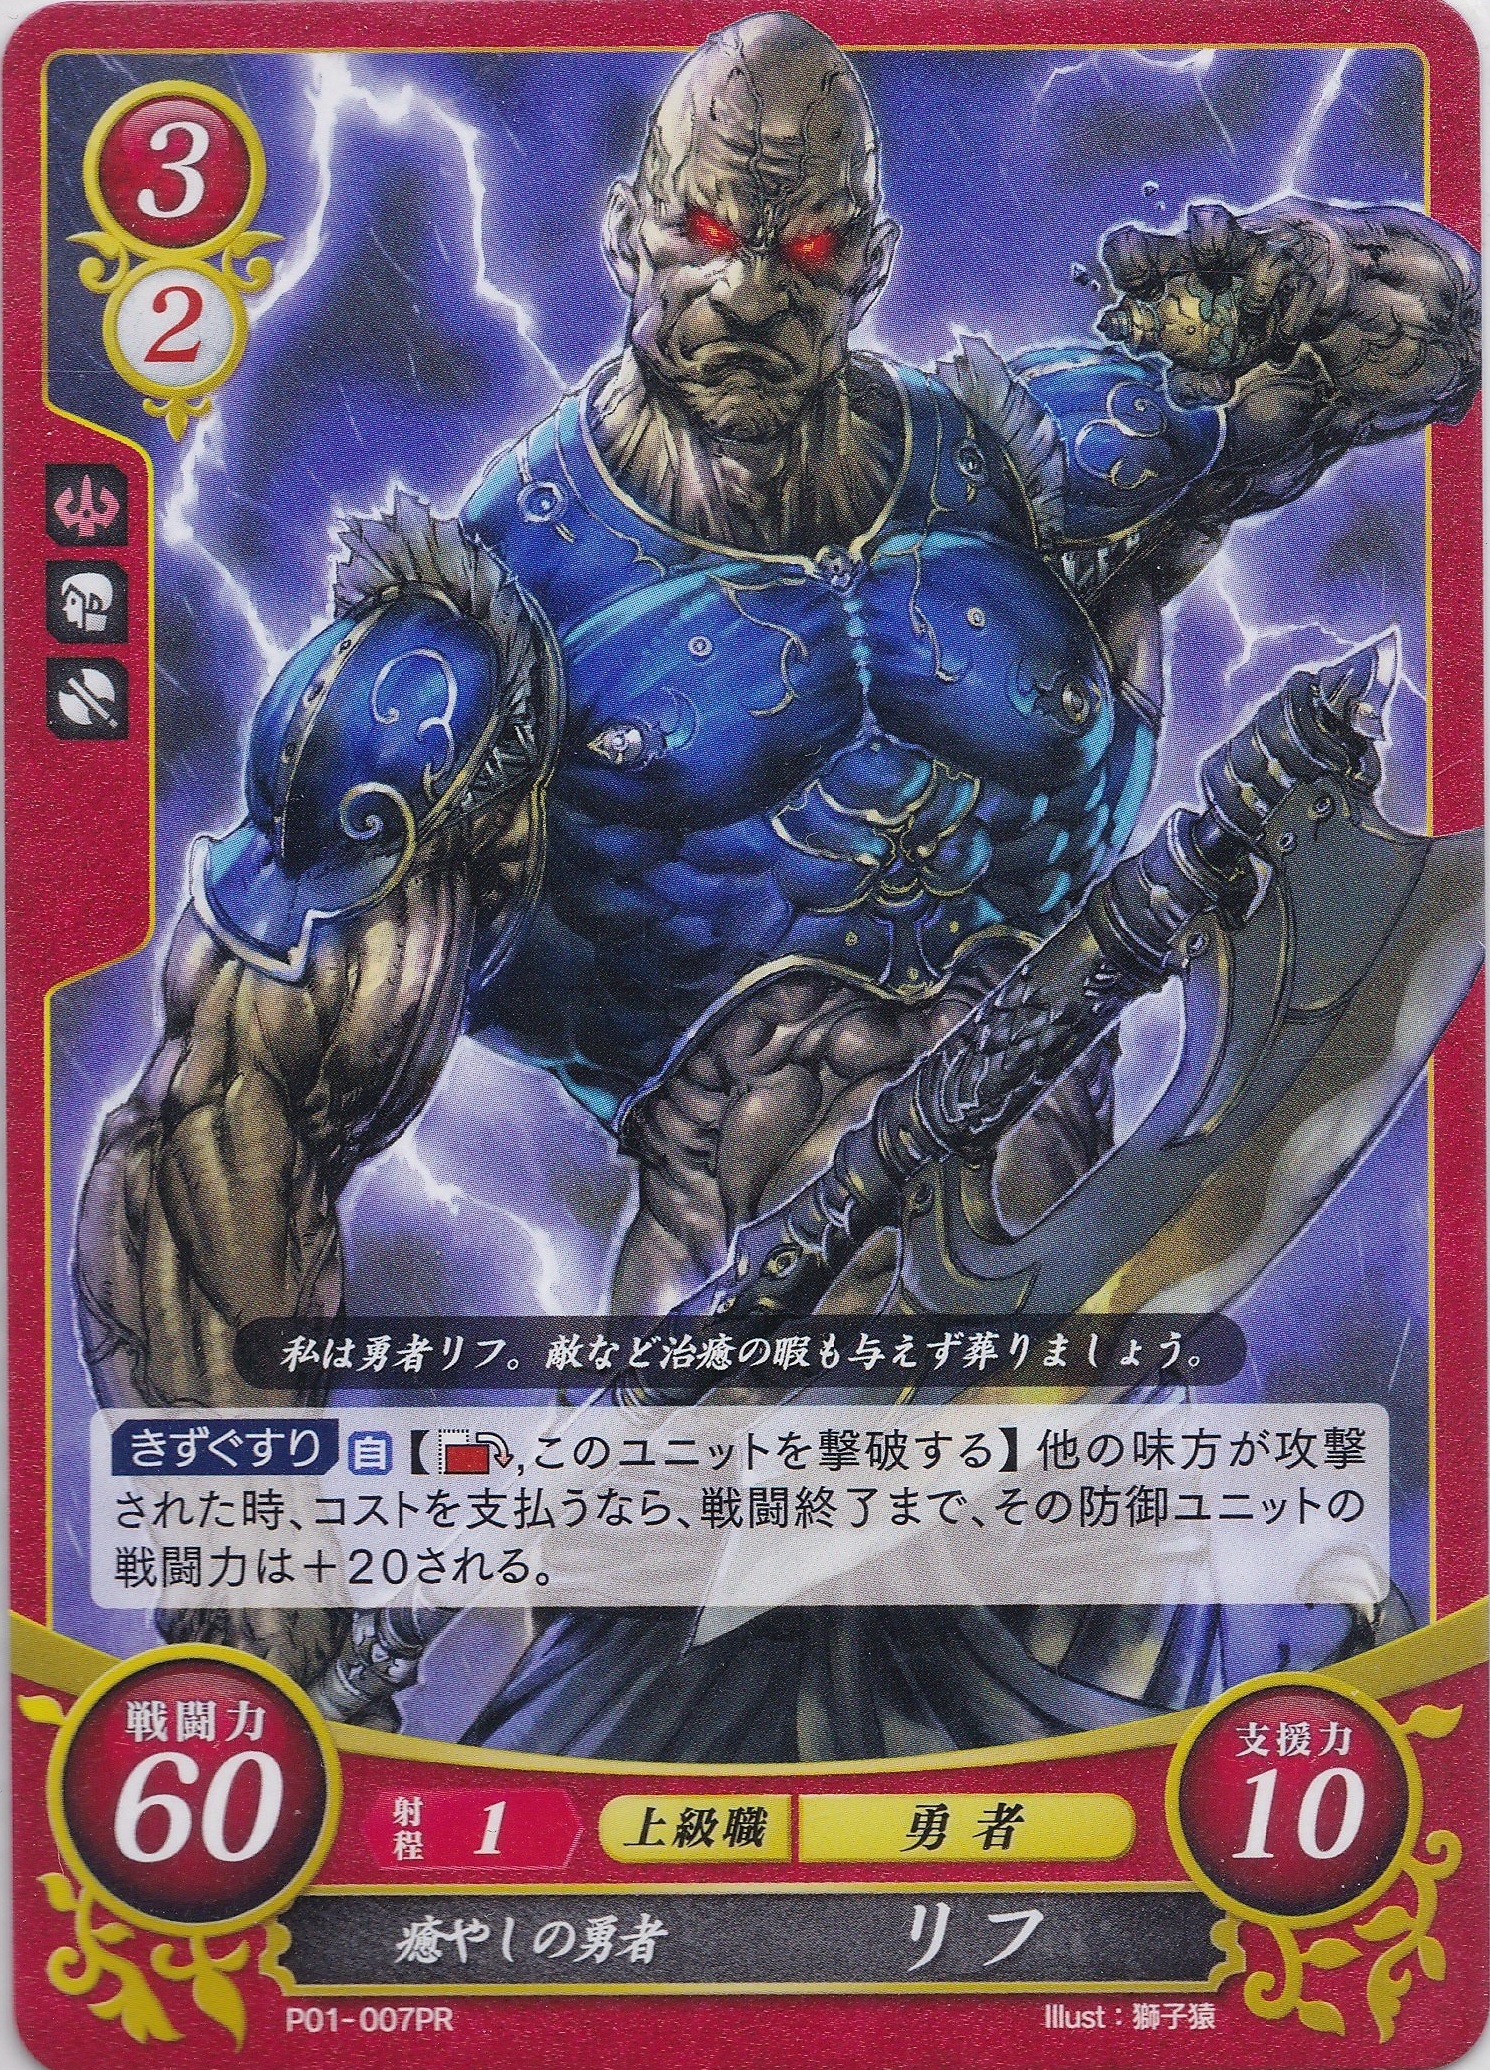 3
2
私は勇者リフ。敵など治癒の暇も与えず葬りましょう。
きずぐすり 自【 ,このユニットを撃破する】他の味方が攻撃
された時、コストを支払うなら、戦闘終了まで、その防御ユニットの
戦闘力は＋20される。
戦闘力
60
射程 1
上級職 勇者
支援力
10
癒やしの勇者 リフ
P01-007PR
Illust：獅子猿